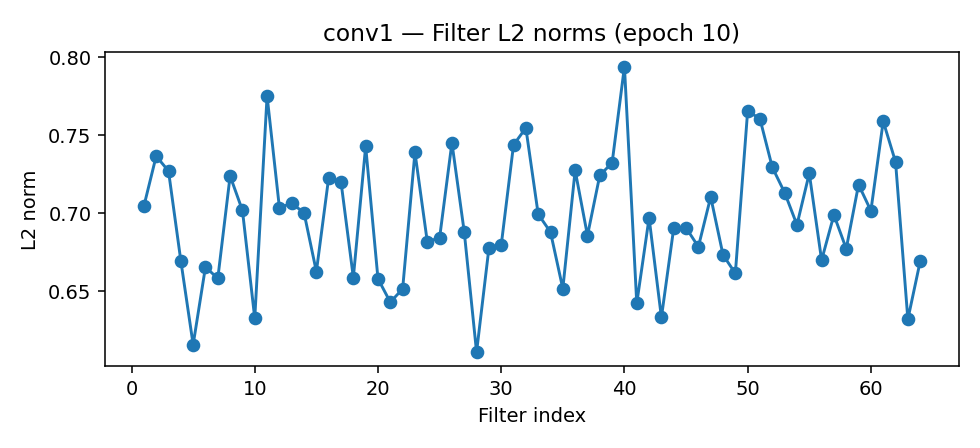 conv1 — Filter L2 norms (epoch 10)
0.80
0.75
0.70
0.65
L2 norm
0 10 20 30 40 50 60
Filter index